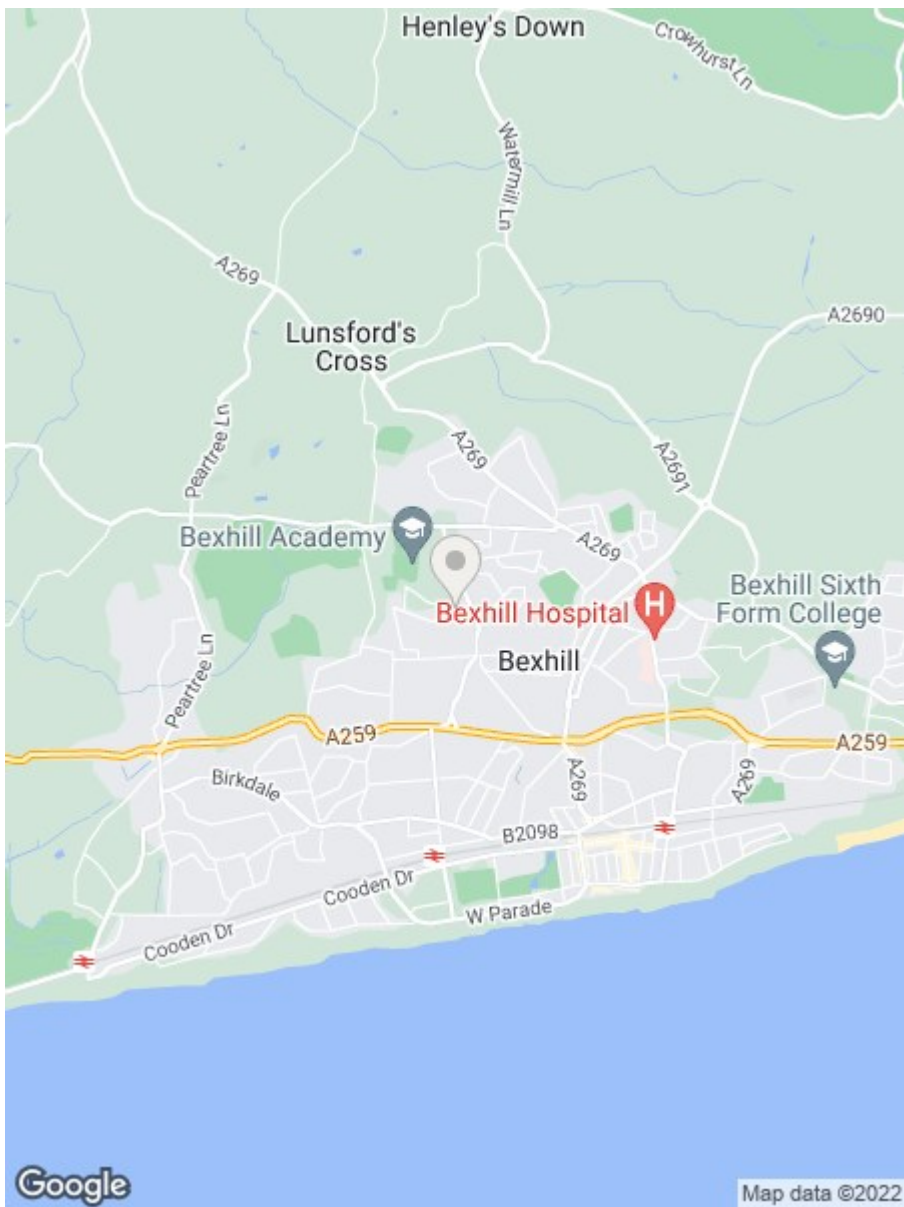 Henley's Down
Crowhurst Ln
Watermill Ln
A269
A2690
Lunsford's
Cross
Peartree Ln
A269
A2691
Bexhill Academy
A269
Bexhill Sixth
Form College
Bexhill Hospital
H
Bexhill
Peartree Ln
A259
A259
Birkdale
A269
A269
B2098
Cooden Dr
W Parade
Cooden Dr
Google
Map data ©2022